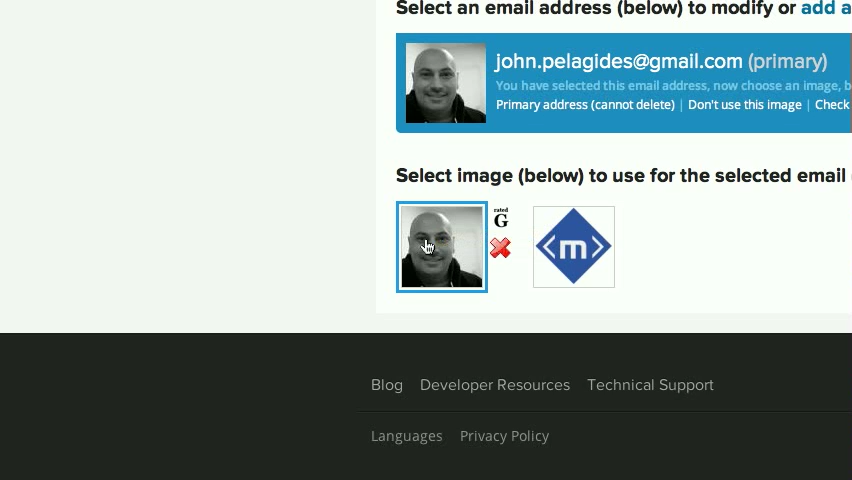 Select an email address (below) to modify or add a
john.pelagides@gmail.com (primary)
You have selected this email address, now choose an image, b
Primary address (cannot delete) | Don't use this image | Check
Select image (below) to use for the selected email
rated
G
<m>
Blog Developer Resources Technical Support
Languages Privacy Policy